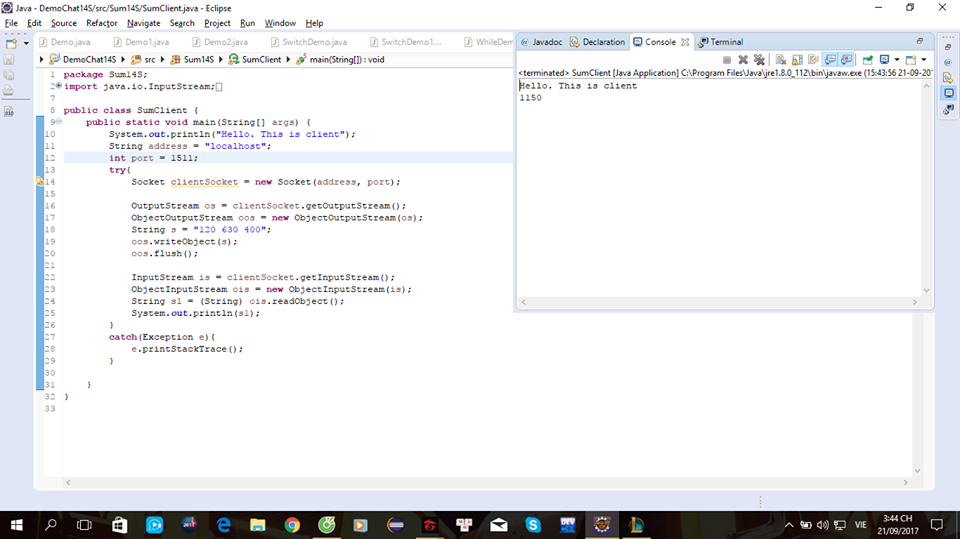 Java - DemoChat14S/src/Sum14S/SumClient.java - Eclipse
File Edit Source Refactor Navigate Search Project Run Window Help
Demo.java Demo1.java Demo2.java SwitchDemo.java SwitchDemo1.... WhileDem
DemoChat14S src Sum14S SumClient main(String[]) : void
1 package Sum14S;
2 import java.io.InputStream;
7
8 public class SumClient {
9 public static void main(String[] args) {
10 System.out.println("Hello. This is client");
11 String address = "localhost";
12 int port = 1511;
13 try{
14 Socket clientSocket = new Socket(address, port);
15
16 OutputStream os = clientSocket.getOutputStream();
17 ObjectOutputStream oos = new ObjectOutputStream(os);
18 String s = "120 630 400";
19 oos.writeObject(s);
20 oos.flush();
21
22 InputStream is = clientSocket.getInputStream();
23 ObjectInputStream ois = new ObjectInputStream(is);
24 String s1 = (String) ois.readObject();
25 System.out.println(s1);
26 }
27 catch(Exception e){
28 e.printStackTrace();
29 }
30
31 }
32 }
33
Javadoc Declaration Console Terminal
<terminated> SumClient [Java Application] C:\Program Files\Java\jre1.8.0_112\bin\javaw.exe (15:43:56 21-09-201
Hello. This is client
1150
VIE
3:44 CH
21/09/2017